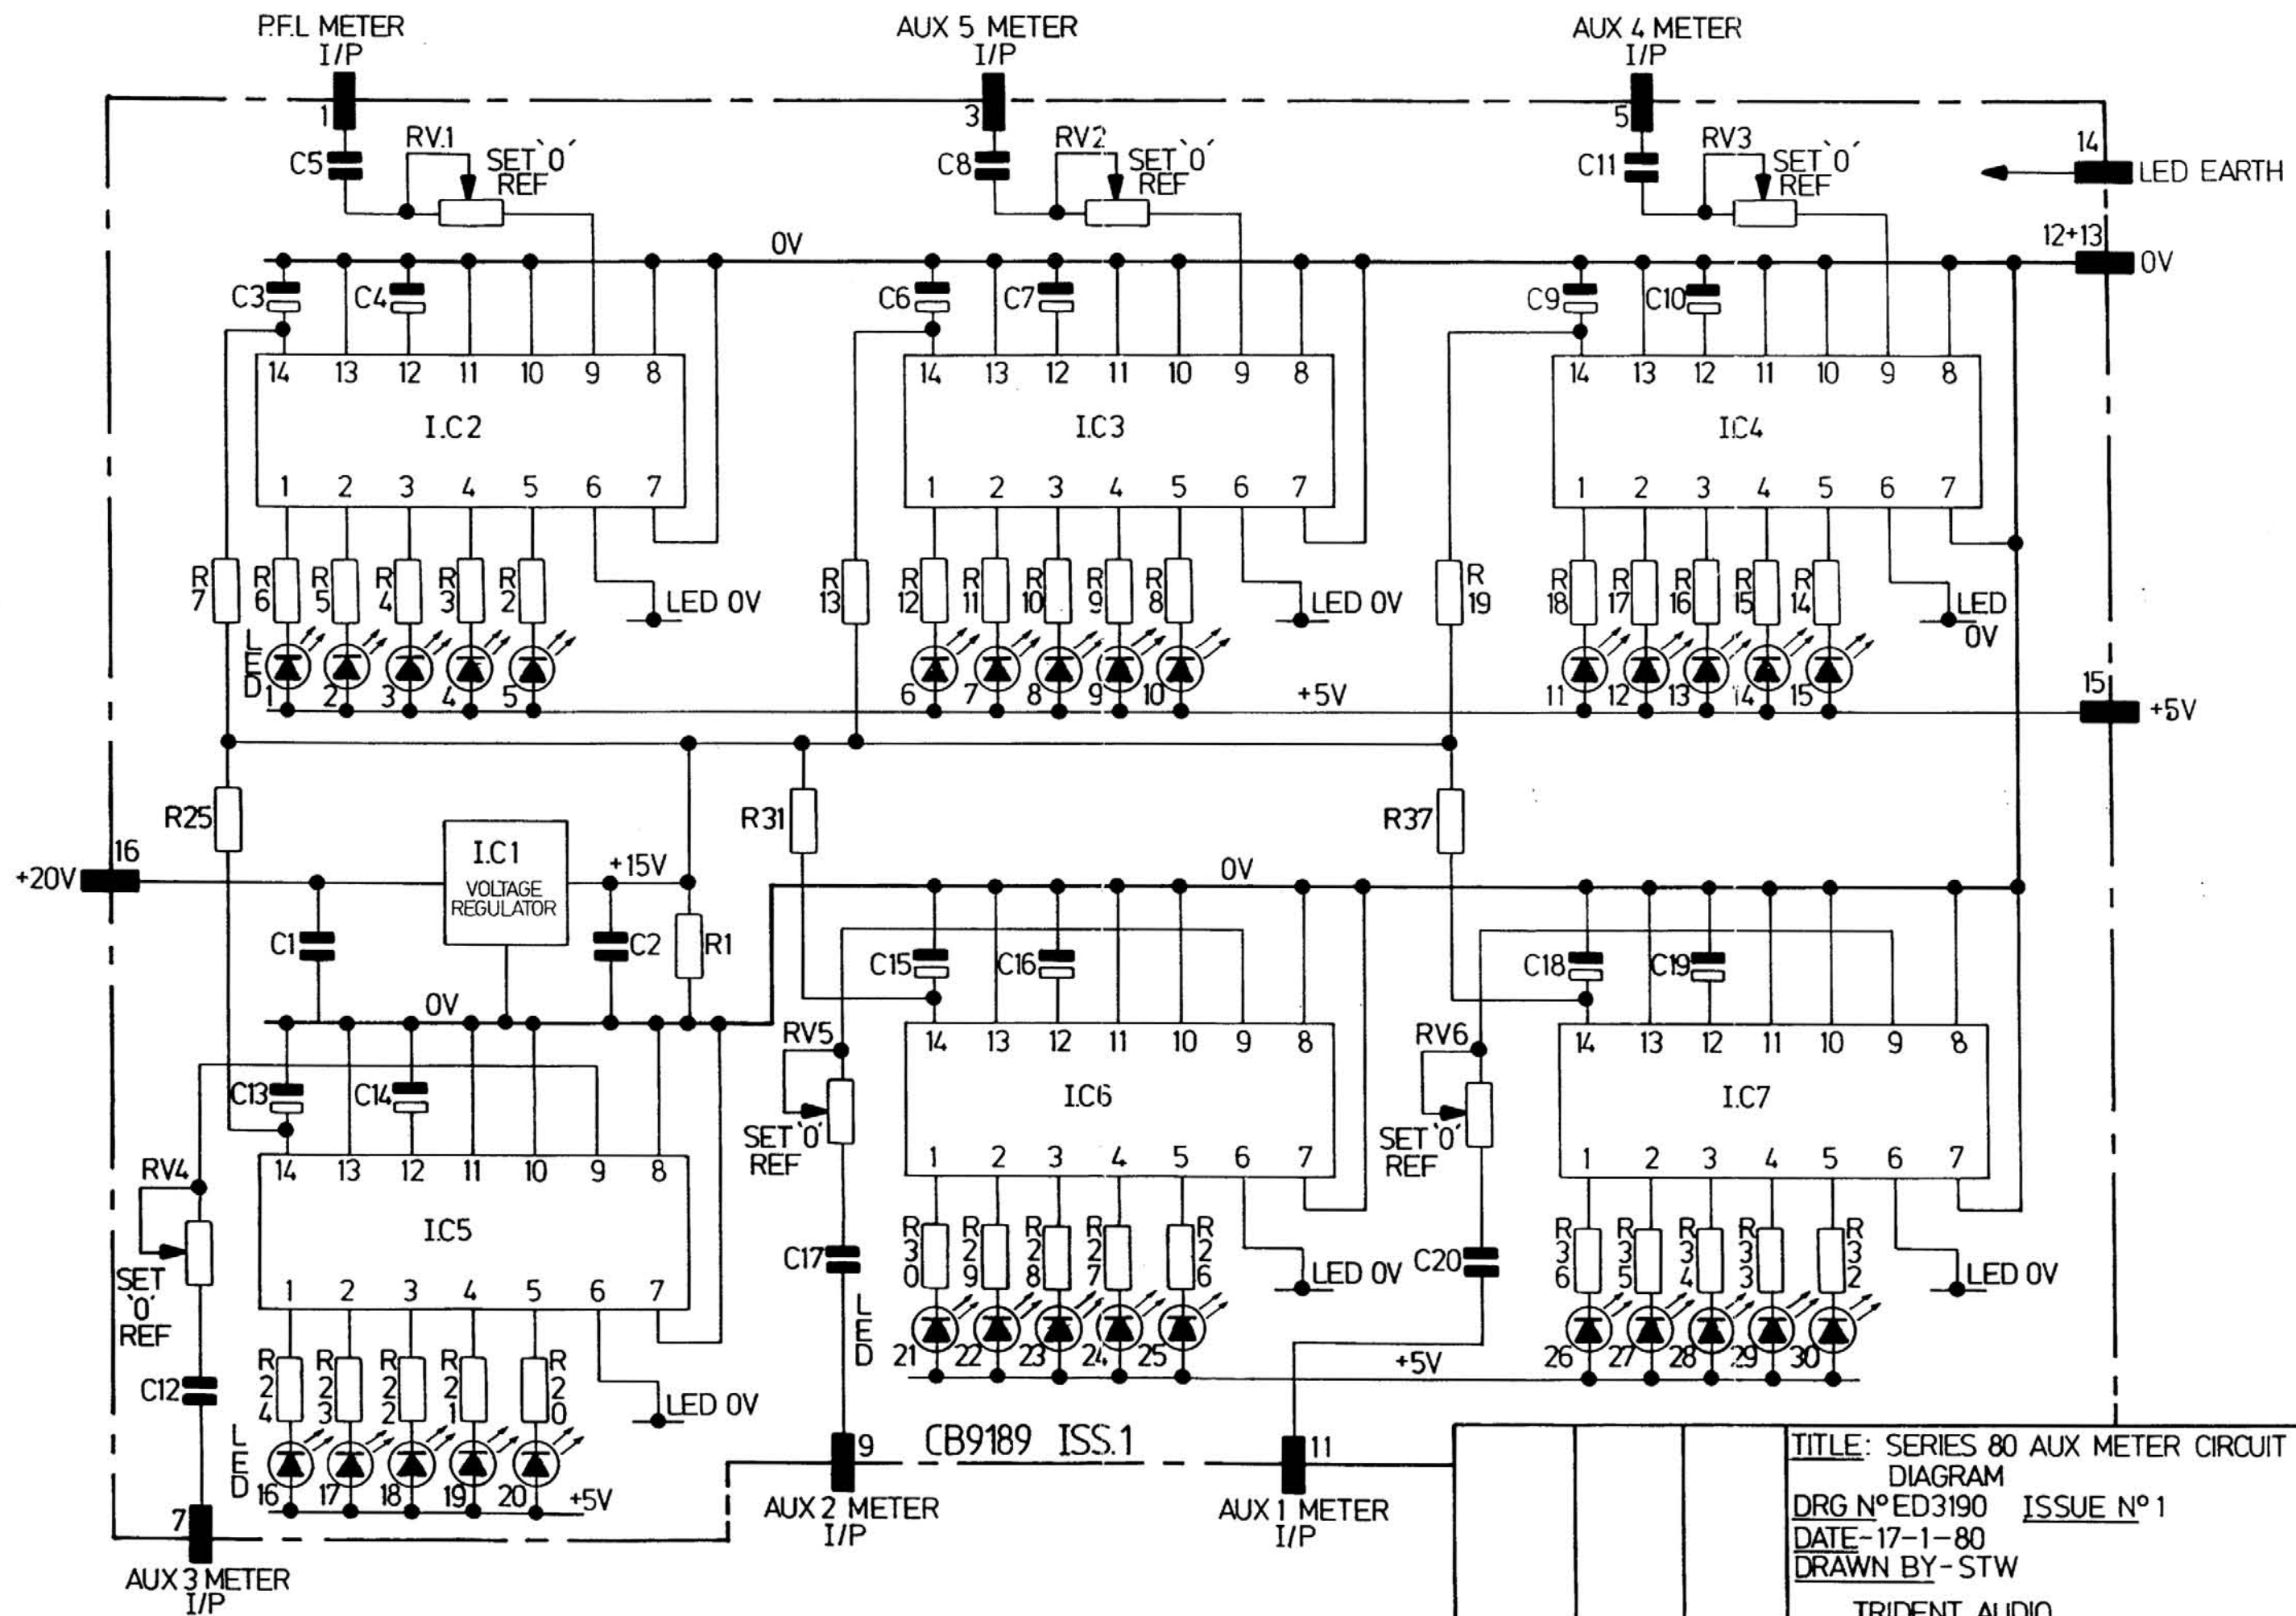 P.F.L METER
I/P
AUX 5 METER
I/P
AUX 4 METER
I/P
1
3
5
14
LED EARTH
C5
RV.1
SET '0'
REF
C8
RV2
SET '0'
REF
C11
RV3
SET '0'
REF
0V
12+13
0V
C3
C4
C6
C7
C9
C10
14 13 12 11 10 9 8
14 13 12 11 10 9 8
14 13 12 11 10 9 8
I.C2
I.C3
IC4
1 2 3 4 5 6 7
1 2 3 4 5 6 7
1 2 3 4 5 6 7
R7
R6
R5
R4
R3
R2
LED 0V
R13
R12
R11
R10
R9
R8
LED 0V
R19
R18
R17
R16
R15
R14
LED
0V
LED
1 2 3 4 5
6 7 8 9 10
11 12 13 14 15
+5V
15
+5V
R25
R31
R37
+20V
16
I.C1
VOLTAGE
REGULATOR
+15V
0V
C1
C2
R1
0V
C15
C16
C18
C19
RV5
SET '0'
REF
RV6
SET '0'
REF
14 13 12 11 10 9 8
14 13 12 11 10 9 8
I.C6
I.C7
1 2 3 4 5 6 7
1 2 3 4 5 6 7
C13
C14
RV4
SET
'0'
REF
14 13 12 11 10 9 8
I.C5
1 2 3 4 5 6 7
C17
R30
R29
R28
R27
R26
LED 0V
C20
R36
R35
R34
R33
R32
LED 0V
LED
21 22 23 24 25
26 27 28 29 30
+5V
C12
R24
R23
R22
R21
R20
LED 0V
LED
16 17 18 19 20
+5V
7
AUX 3 METER
I/P
9
AUX 2 METER
I/P
CB9189 ISS.1
11
AUX 1 METER
I/P
TITLE: SERIES 80 AUX METER CIRCUIT
DIAGRAM
DRG Nº ED3190 ISSUE Nº 1
DATE-17-1-80
DRAWN BY-STW
TRIDENT AUDIO